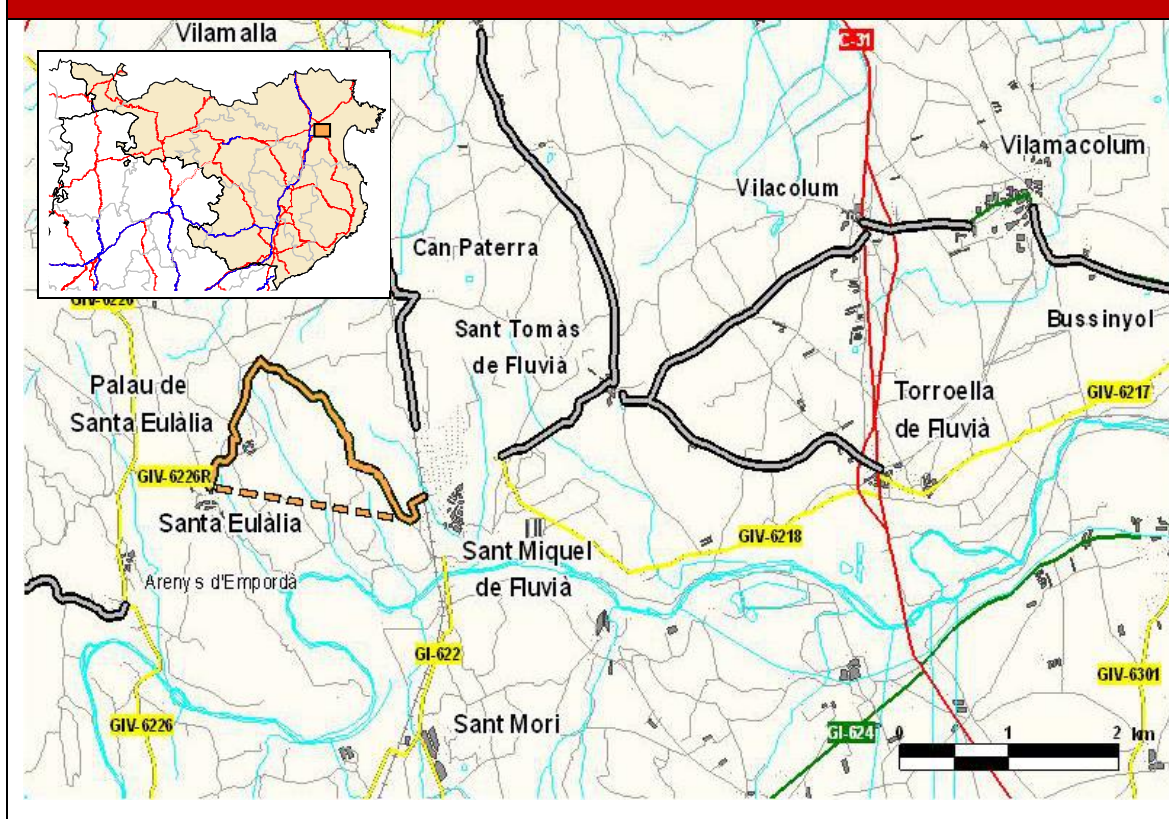 Vilamalla
C-31
Vilamacolum
Vilacolum
Can Paterra
GIV-6226
Bussinyol
Sant Tomàs
de Fluvià
Palau de
Santa Eulàlia
Torroella
de Fluvià
GIV-6217
GIV-6226R
Santa Eulàlia
GIV-6218
Sant Miquel
de Fluvià
Arenys d'Empordà
GI-622
GIV-6301
Sant Mori
GIV-6226
GI-624
0 1 2 km